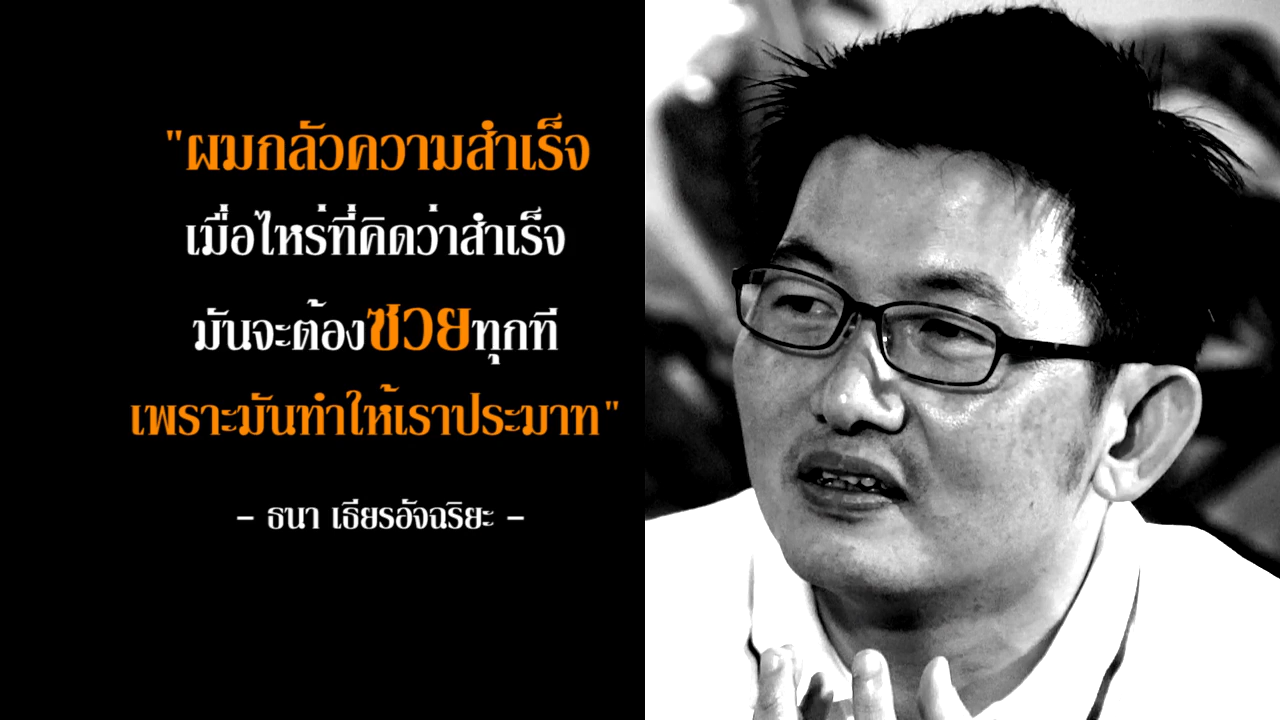 "ผมกลัวความสำเร็จ
เมื่อไหร่ที่คิดว่าสำเร็จ
มันจะต้องซวยทุกที
เพราะมันทำให้เราประมาท"
– ธนา เธียรอัจฉริยะ –